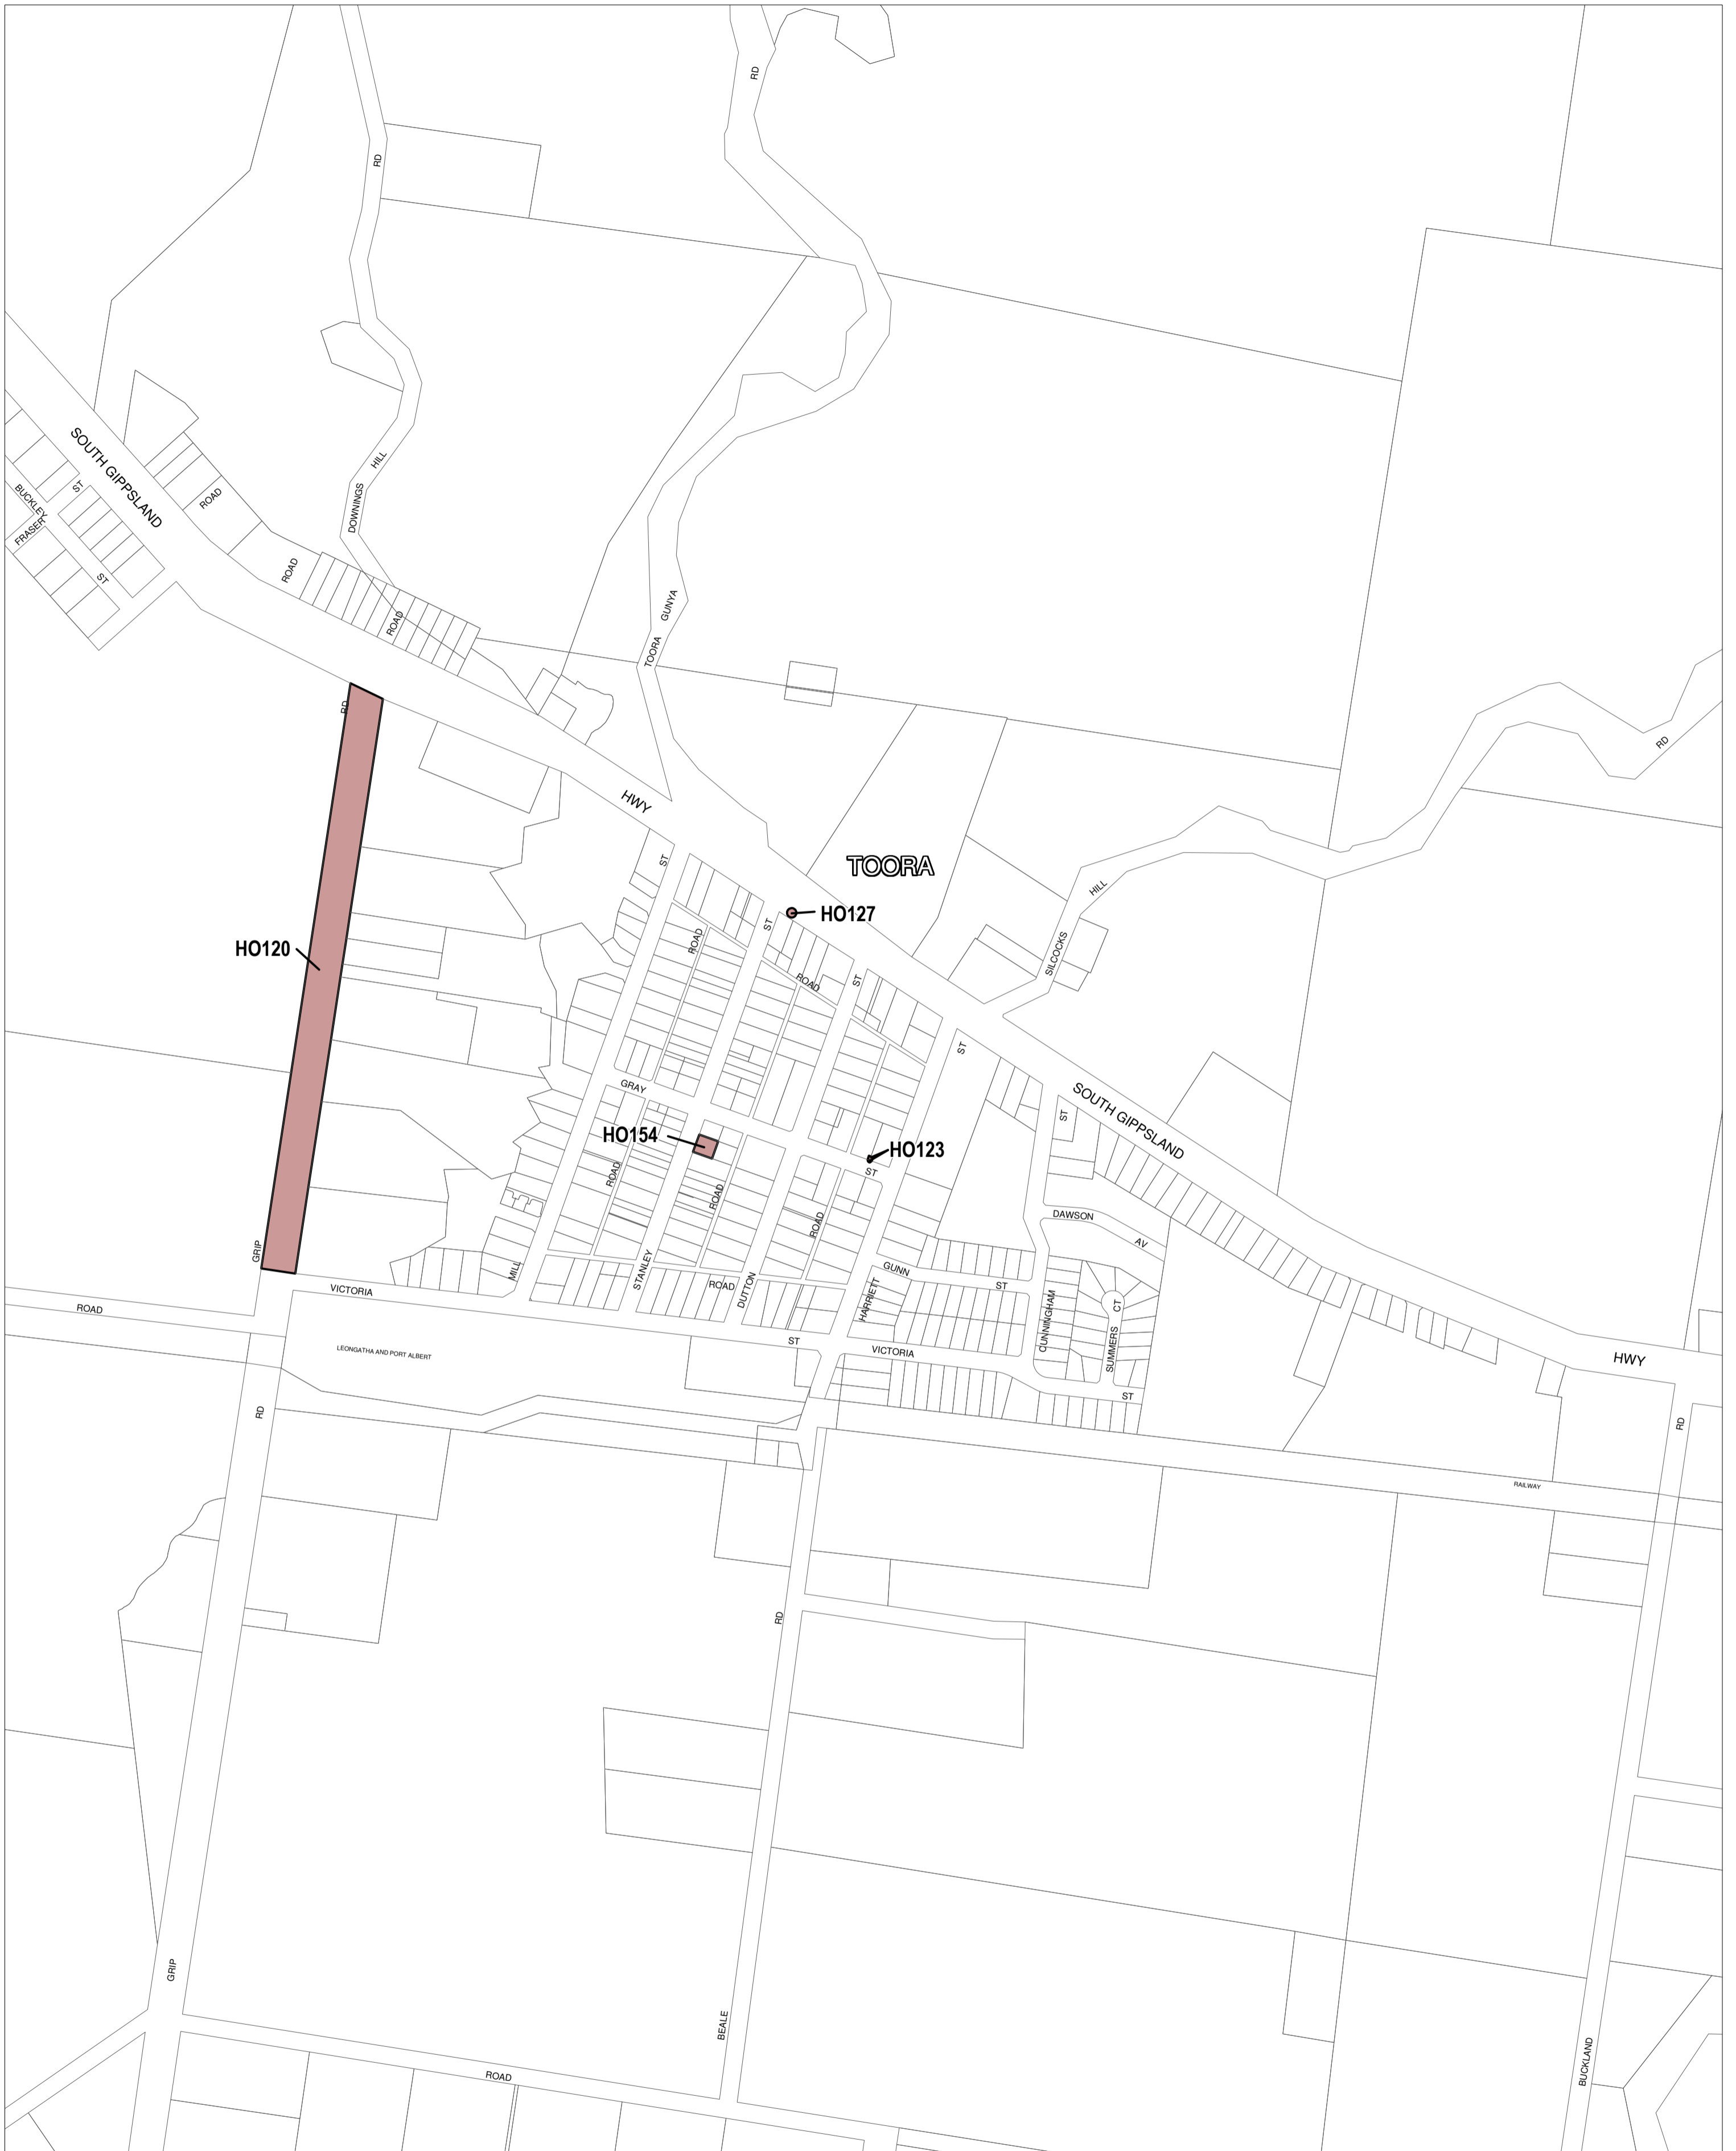 RD
RD
SOUTH GIPPSLAND
HILL
DOWNINGS
ST
BUCKLEY
FRASER
ST
ROAD
ROAD
ROAD
GUNYA
TOORA
RD
RD
HWY
ST
TOORA
HILL
SILCOCKS
HO127
ST
ROAD
HO120
ROAD
ST
ST
GRAY
SOUTH GIPPSLAND
ST
HO154
HO123
ST
ROAD
ROAD
ROAD
DAWSON
AV
GRIP
MILL
STANLEY
GUNN
ST
VICTORIA
ROAD
DUTTON
HARRIETT
CUNNINGHAM
CT
SUMMERS
ROAD
ST
VICTORIA
LEONGATHA AND PORT ALBERT
HWY
ST
RD
RD
RAILWAY
RD
GRIP
BEALE
BUCKLAND
ROAD